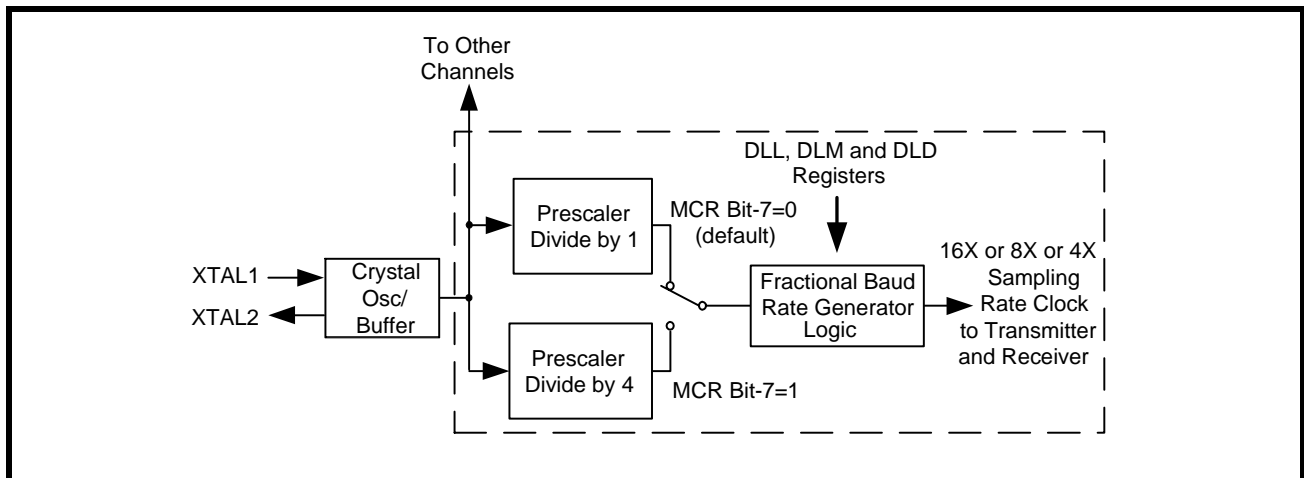 To Other
Channels
DLL, DLM and DLD
Registers
Prescaler
Divide by 1
MCR Bit-7=0
(default)
16X or 8X or 4X
Sampling
Rate Clock
to Transmitter
and Receiver
XTAL1
XTAL2
Crystal
Osc/
Buffer
Fractional Baud
Rate Generator
Logic
Prescaler
Divide by 4
MCR Bit-7=1